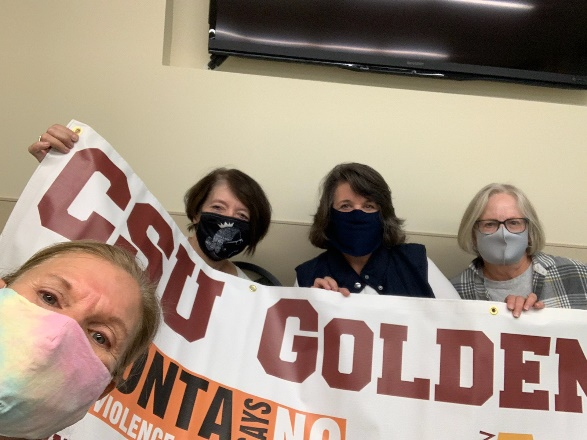 CSU GOLDEN
ONTA SAYS NO
VIOLENCE